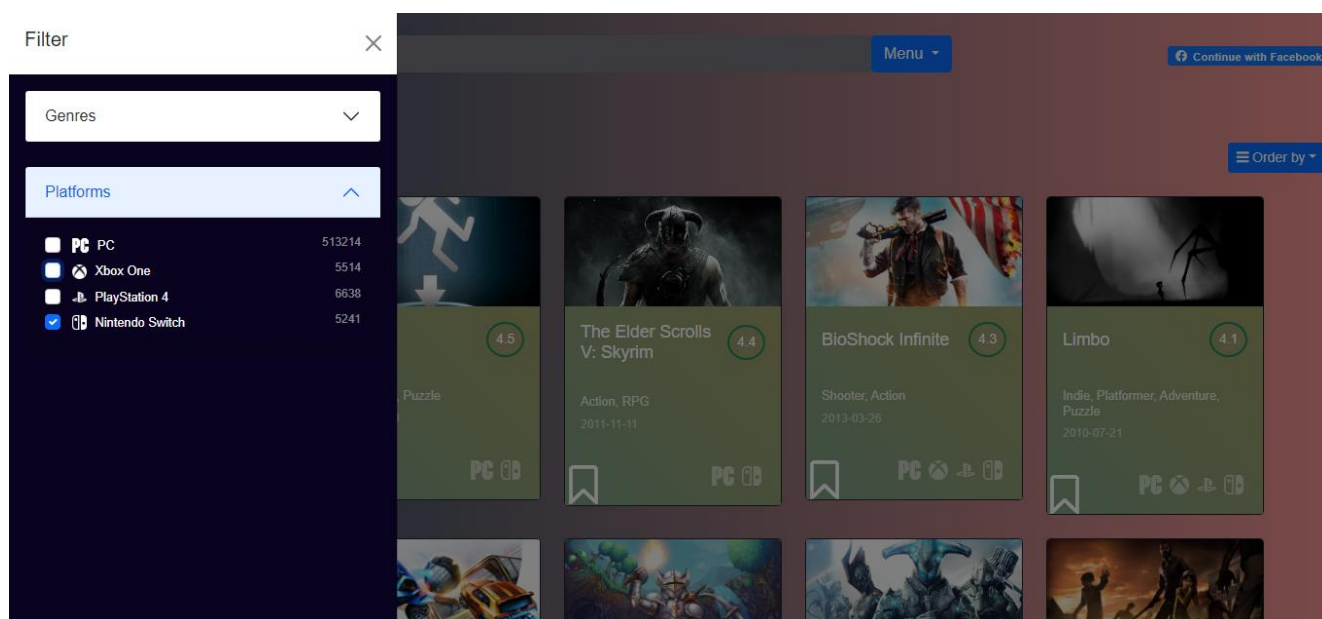 Filter
Menu
Continue with Facebook
Genres
Order by
Platforms
PC PC 513214
Xbox One 5514
PlayStation 4 6638
Nintendo Switch 5241
4.5
, Puzzle
PC
The Elder Scrolls
V: Skyrim
4.4
Action, RPG
2011-11-11
PC
BioShock Infinite 4.3
Shooter, Action
2013-03-26
PC
Limbo 4.1
Indie, Platformer, Adventure,
Puzzle
2010-07-21
PC